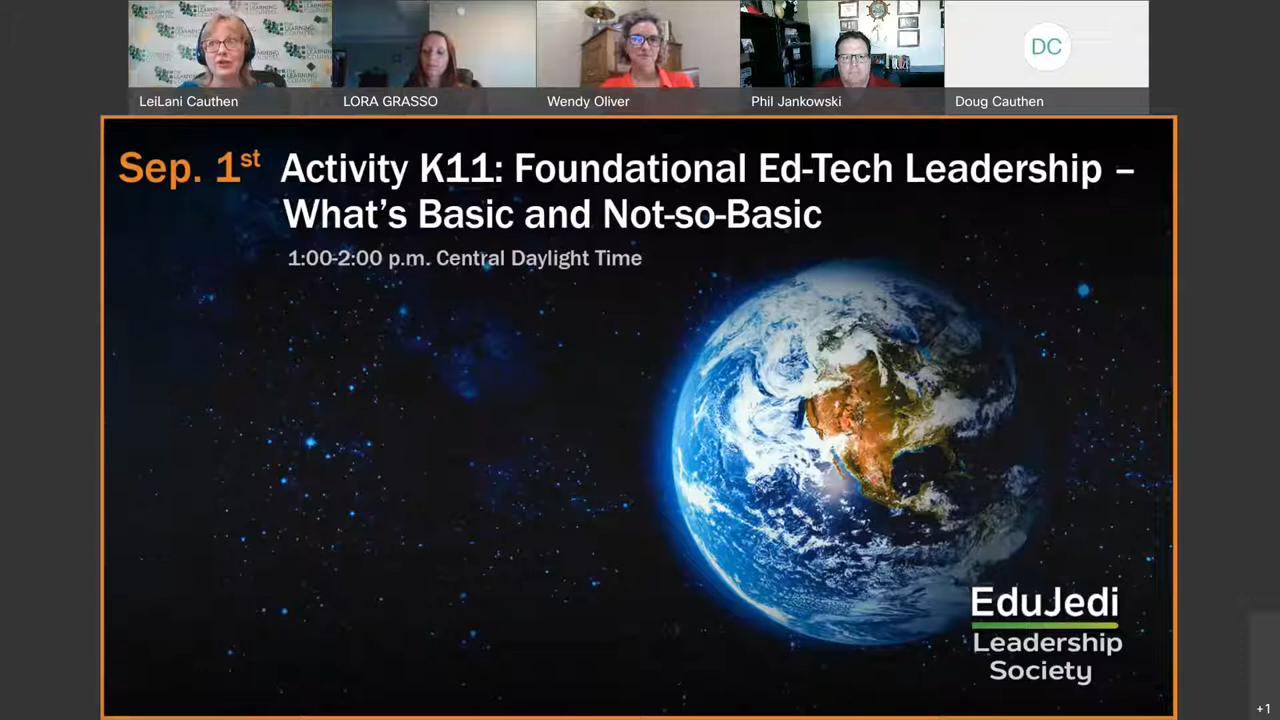 LeiLani Cauthen
LORA GRASSO
Wendy Oliver
Phil Jankowski
DC
Doug Cauthen
Sep. 1st Activity K11: Foundational Ed-Tech Leadership –
What's Basic and Not-so-Basic
1:00-2:00 p.m. Central Daylight Time
EduJedi
Leadership
Society
+1